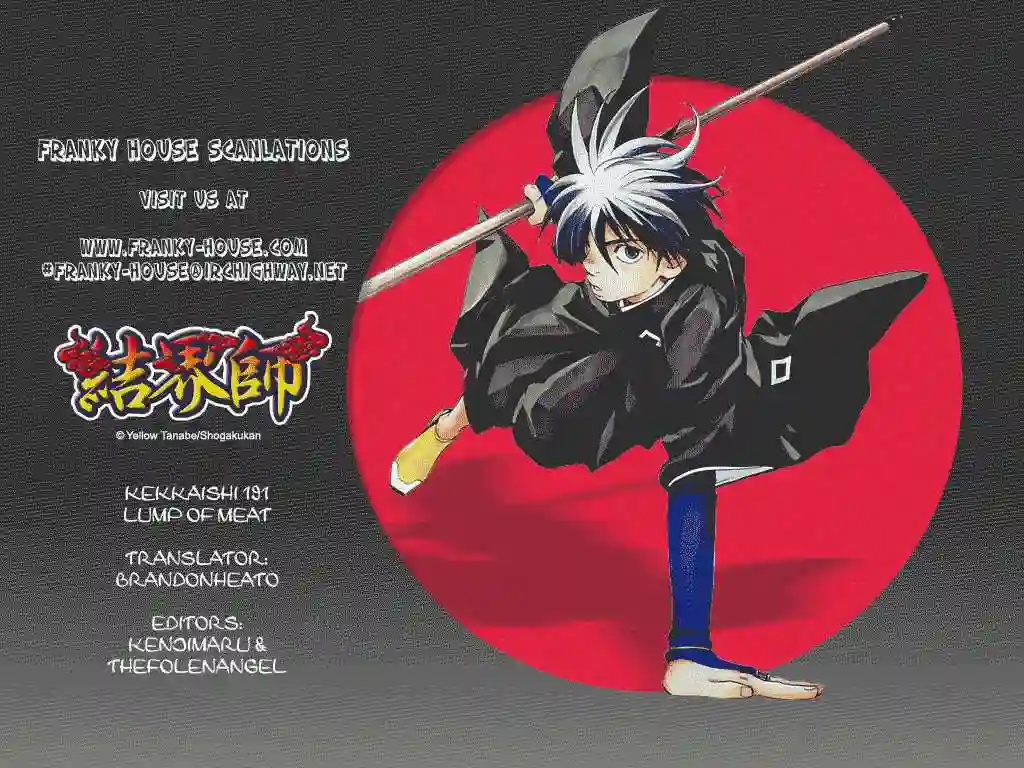 FRANKY HOUSE SCANLATIONS
VISIT US AT
WWW.FRANKY-HOUSE.COM
#FRANKY-HOUSE@IRCHIGHWAY.NET
結界師
© Yellow Tanabe/Shogakukan
KEKKAISHI 191
LUMP OF MEAT
TRANSLATOR:
BRANDONHEATO
EDITORS:
KENJIMARU &
THEFOLENANGEL